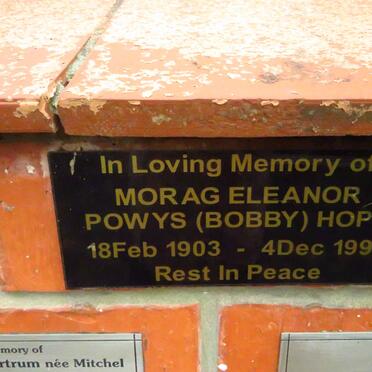 In Loving Memory of
MORAG ELEANOR
POWYS (BOBBY) HOP
18Feb 1903 - 4Dec 199
Rest In Peace
emory of
rtrum née Mitchel